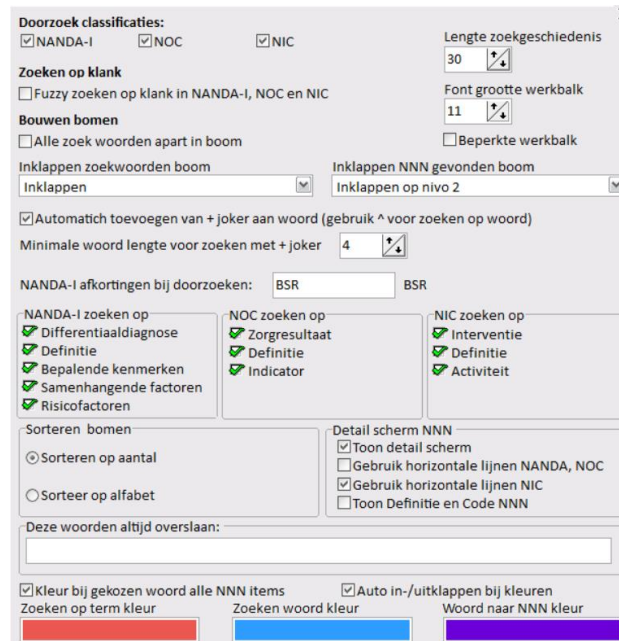 Doorzoek classificaties:
NANDA-I NOC NIC
Lengte zoekgeschiedenis
30
Zoeken op klank
Fuzzy zoeken op klank in NANDA-I, NOC en NIC
Font grootte werkbalk
11
Bouwen bomen
Alle zoek woorden apart in boom
Beperkte werkbalk
Inklappen zoekwoorden boom Inklappen NNN gevonden boom
Inklappen Inklappen op nivo 2
Automatich toevoegen van + joker aan woord (gebruik ^ voor zoeken op woord)
Minimale woord lengte voor zoeken met + joker 4
NANDA-I afkortingen bij doorzoeken: BSR BSR
NANDA-I zoeken op
Differentiaaldiagnose
Definitie
Bepalende kenmerken
Samenhangende factoren
Risicofactoren
NOC zoeken op
Zorgresultaat
Definitie
Indicator
NIC zoeken op
Interventie
Definitie
Activiteit
Sorteren bomen
Sorteren op aantal
Sorteer op alfabet
Detail scherm NNN
Toon detail scherm
Gebruik horizontale lijnen NANDA, NOC
Gebruik horizontale lijnen NIC
Toon Definitie en Code NNN
Deze woorden altijd overslaan:
Kleur bij gekozen woord alle NNN items Auto in-/uitklappen bij kleuren
Zoeken op term kleur Zoeken woord kleur Woord naar NNN kleur